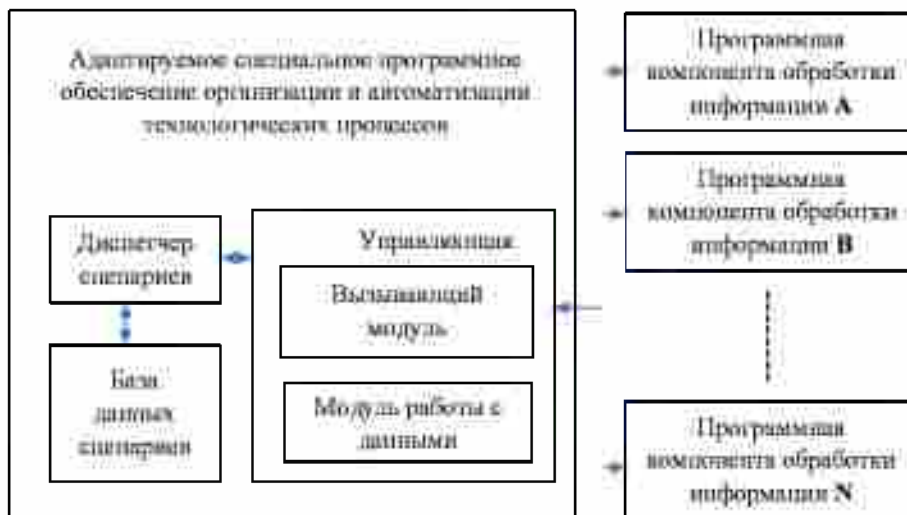 Адаптируемое специальное программное
обеспечение организации и автоматизации
технологических процессов
Диспетчер
сценариев
База
данных
сценариев
Управляющая
Вызывающий
модуль
Модуль работы с
данными
Программная
компонента обработки
информации A
Программная
компонента обработки
информации B
Программная
компонента обработки
информации N